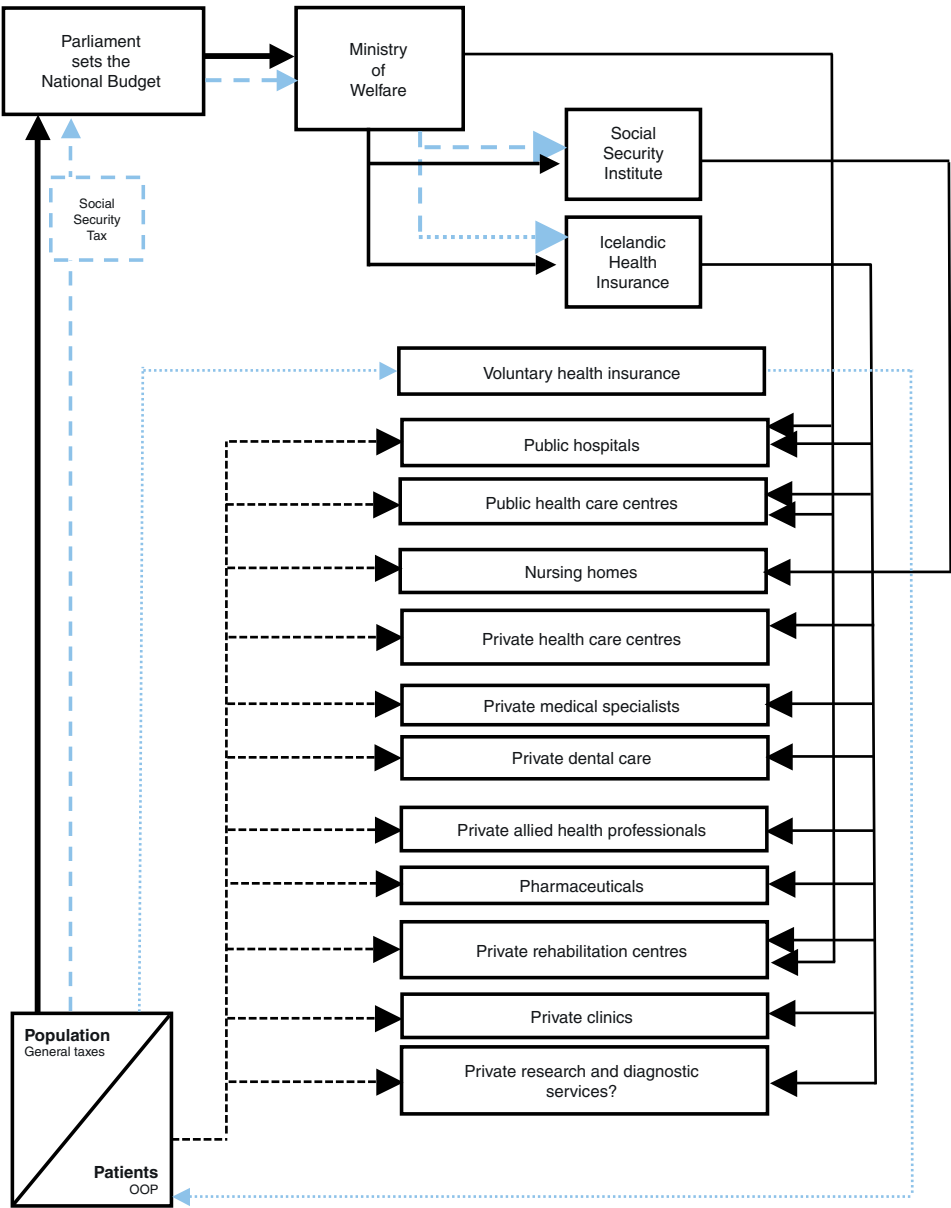 Parliament
sets the
National Budget
Ministry
of
Welfare
Social
Security
Institute
Social
Security
Tax
Icelandic
Health
Insurance
Voluntary health insurance
Public hospitals
Public health care centres
Nursing homes
Private health care centres
Private medical specialists
Private dental care
Private allied health professionals
Pharmaceuticals
Private rehabilitation centres
Private clinics
Private research and diagnostic
services?
Population
General taxes
Patients
OOP